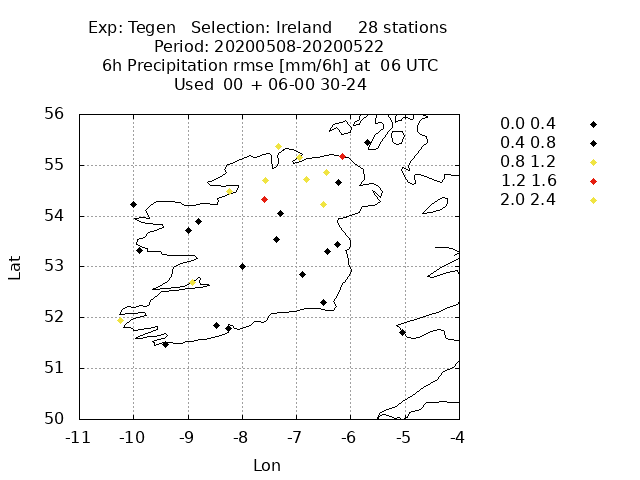 Exp: Tegen Selection: Ireland 28 stations
Period: 20200508-20200522
6h Precipitation rmse [mm/6h] at 06 UTC
Used 00 + 06-00 30-24
56
55
54
53
52
51
50
-11 -10 -9 -8 -7 -6 -5 -4
Lat
Lon
0.0 0.4
0.4 0.8
0.8 1.2
1.2 1.6
2.0 2.4